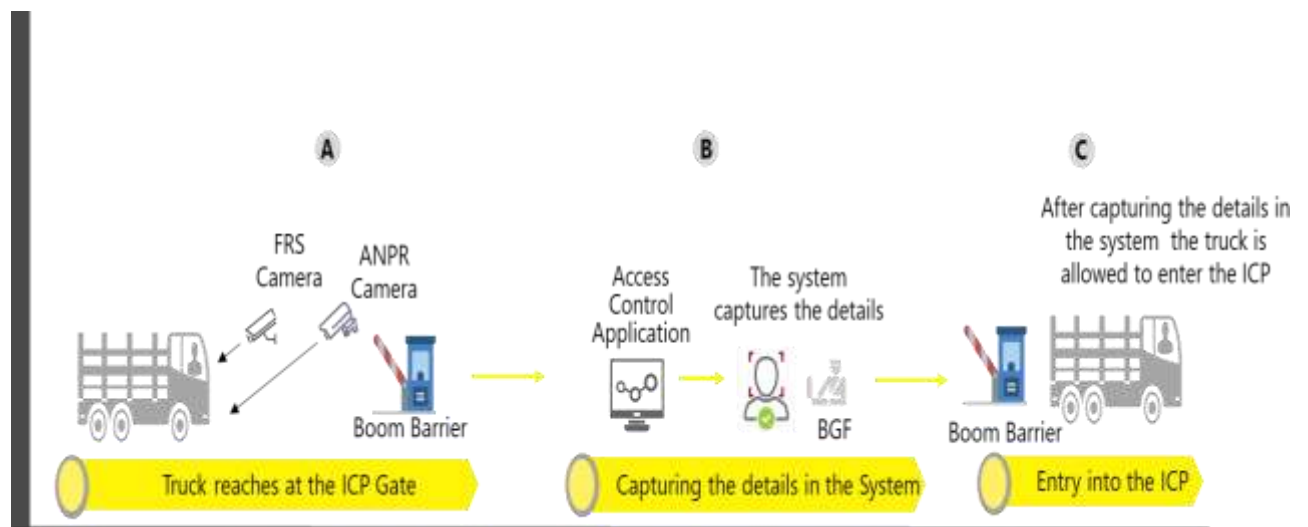 A
B
C
FRS
Camera
ANPR
Camera
Boom Barrier
Access
Control
Application
The system
captures the details
BGF
After capturing the details in
the system the truck is
allowed to enter the ICP
Boom Barrier
Truck reaches at the ICP Gate
Capturing the details in the System
Entry into the ICP